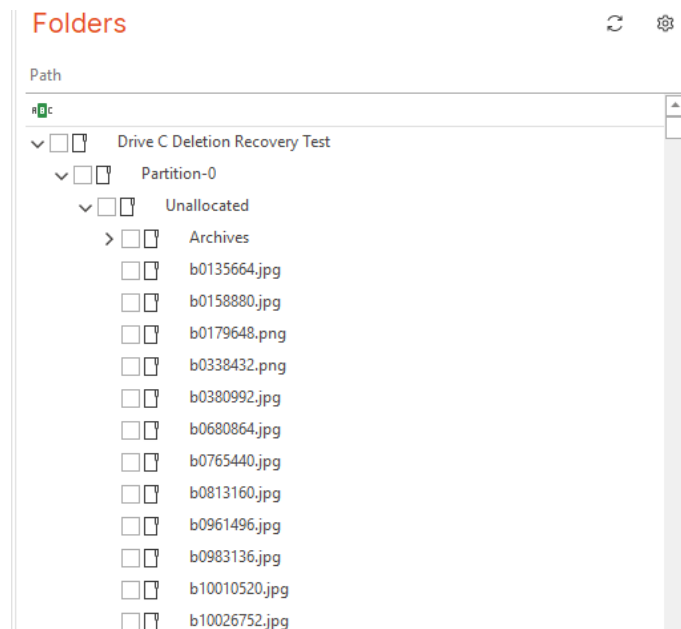 Folders
Path
ABC
Drive C Deletion Recovery Test
Partition-0
Unallocated
Archives
b0135664.jpg
b0158880.jpg
b0179648.png
b0338432.png
b0380992.jpg
b0680864.jpg
b0765440.jpg
b0813160.jpg
b0961496.jpg
b0983136.jpg
b10010520.jpg
b10026752.jpg